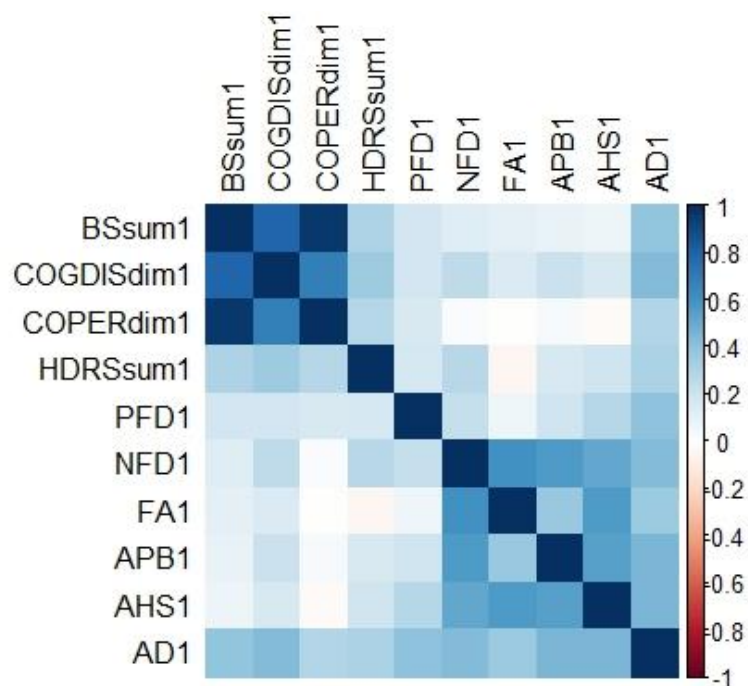 BSsum1
COGDISdim1
COPERdim1
HDRSsum1
PFD1
NFD1
FA1
APB1
AHS1
AD1
BSsum1
COGDISdim1
COPERdim1
HDRSsum1
PFD1
NFD1
FA1
APB1
AHS1
AD1
1
0.8
0.6
0.4
0.2
0
-0.2
-0.4
-0.6
-0.8
-1